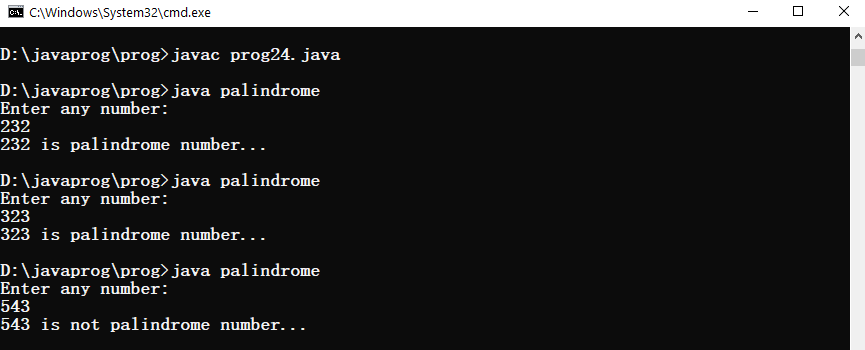 C:\Windows\System32\cmd.exe
D:\javaprog\prog>javac prog24.java
D:\javaprog\prog>java palindrome
Enter any number:
232
232 is palindrome number...
D:\javaprog\prog>java palindrome
Enter any number:
323
323 is palindrome number...
D:\javaprog\prog>java palindrome
Enter any number:
543
543 is not palindrome number...